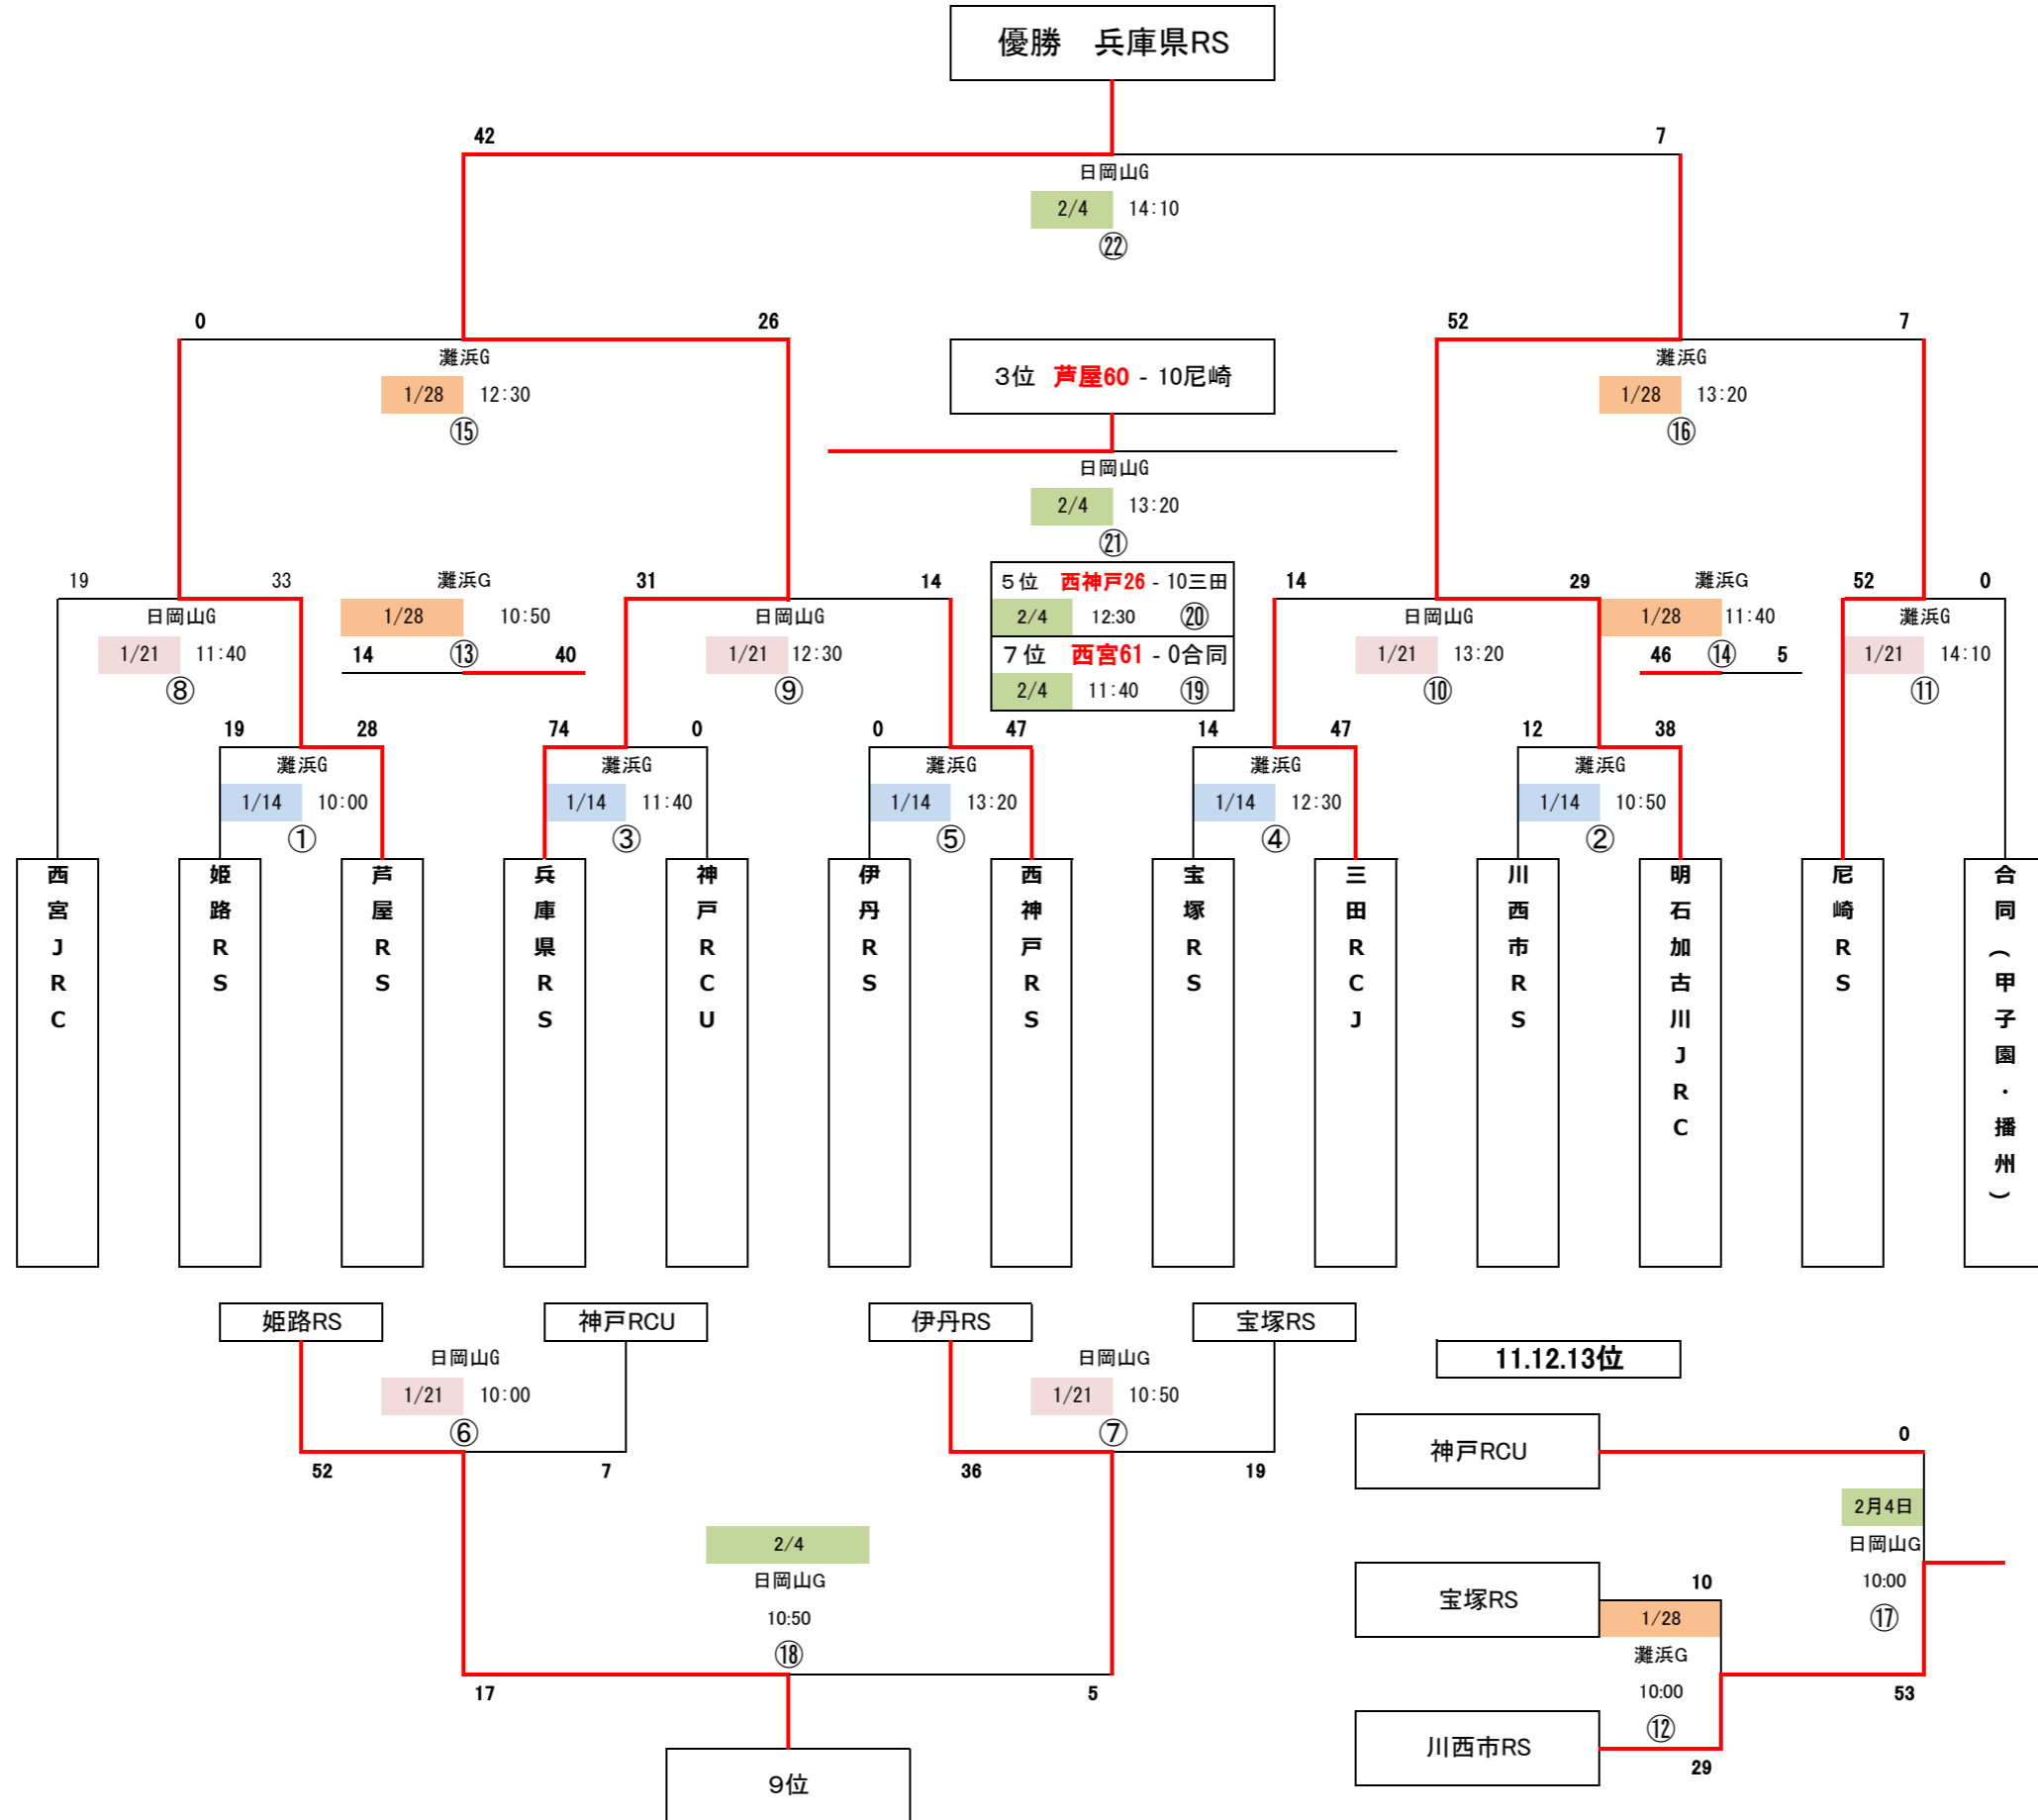 優勝　兵庫県RS
42
7
日岡山G
2/4 14:10
㉒
0
26
52
7
灘浜G
1/28 12:30
⑮
3位 芦屋60 - 10尼崎
灘浜G
1/28 13:20
⑯
日岡山G
2/4 13:20
㉑
19
33
灘浜G
31
14
5位 西神戸26 - 10三田
14
29
灘浜G
52
0
日岡山G
1/28 10:50
日岡山G
2/4 12:30 ⑳
日岡山G
1/28 11:40
灘浜G
1/21 11:40
14 ⑬ 40
1/21 12:30
7位 西宮61 - 0合同
1/21 13:20
46 ⑭ 5
1/21 14:10
⑧
⑨
2/4 11:40 ⑲
⑩
⑪
19
28
74
0
0
47
14
47
12
38
灘浜G
灘浜G
灘浜G
灘浜G
灘浜G
1/14 10:00
1/14 11:40
1/14 13:20
1/14 12:30
1/14 10:50
①
③
⑤
④
②
西宮JRC
姫路RS
芦屋RS
兵庫県RS
神戸RCU
伊丹RS
西神戸RS
宝塚RS
三田RCJ
川西市RS
明石加古川JRC
尼崎RS
合同（甲子園・播州）
姫路RS
神戸RCU
伊丹RS
宝塚RS
日岡山G
1/21 10:00
⑥
52
7
日岡山G
1/21 10:50
⑦
36
19
2/4
日岡山G
10:50
⑱
17
5
9位
11.12.13位
神戸RCU
0
2月4日
日岡山G
10:00
⑰
宝塚RS
10
1/28
灘浜G
10:00
⑫
53
川西市RS
29